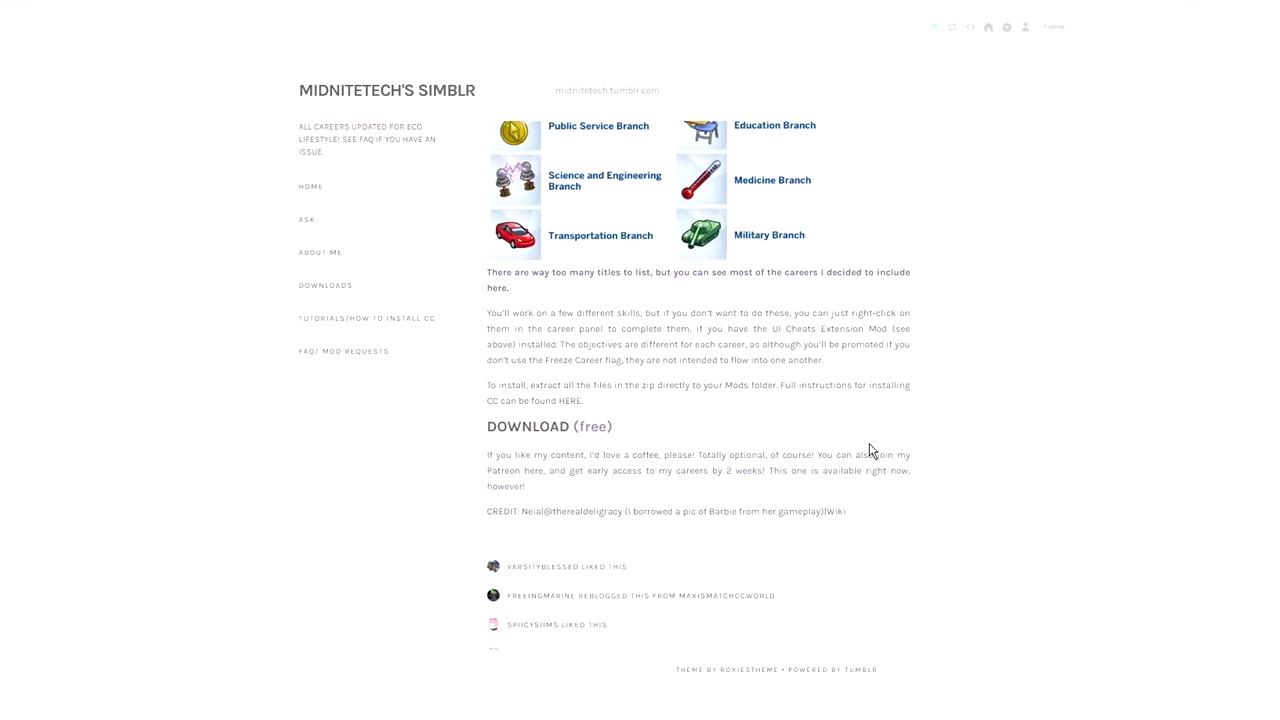 Follow
MIDNITETECH'S SIMBLR
midnitetech.tumblr.com
ALL CAREERS UPDATED FOR ECO
LIFESTYLE! SEE FAQ IF YOU HAVE AN
ISSUE.
HOME
ASK
ABOUT ME
DOWNLOADS
TUTORIALS/HOW TO INSTALL CC
FAQ/ MOD REQUESTS
Public Service Branch
Education Branch
Science and Engineering
Branch
Medicine Branch
Transportation Branch
Military Branch
There are way too many titles to list, but you can see most of the careers I decided to include
here.
You'll work on a few different skills, but if you don't want to do these, you can just right-click on
them in the career panel to complete them, if you have the UI Cheats Extension Mod (see
above) installed. The objectives are different for each career, as although you'll be promoted if you
don't use the Freeze Career flag, they are not intended to flow into one another.
To install, extract all the files in the zip directly to your Mods folder. Full instructions for installing
CC can be found HERE.
DOWNLOAD (free)
If you like my content, I'd love a coffee, please! Totally optional, of course! You can also join my
Patreon here, and get early access to my careers by 2 weeks! This one is available right now,
however!
CREDIT: Neia|@therealdeligracy (I borrowed a pic of Barbie from her gameplay)|Wiki
VARSITYBLESSED LIKED THIS
FREEINGMARINE REBLOGGED THIS FROM MAXISMATCHCCWORLD
SPIICYSIIMS LIKED THIS
THEME BY ROXIESTHEME • POWERED BY TUMBLR